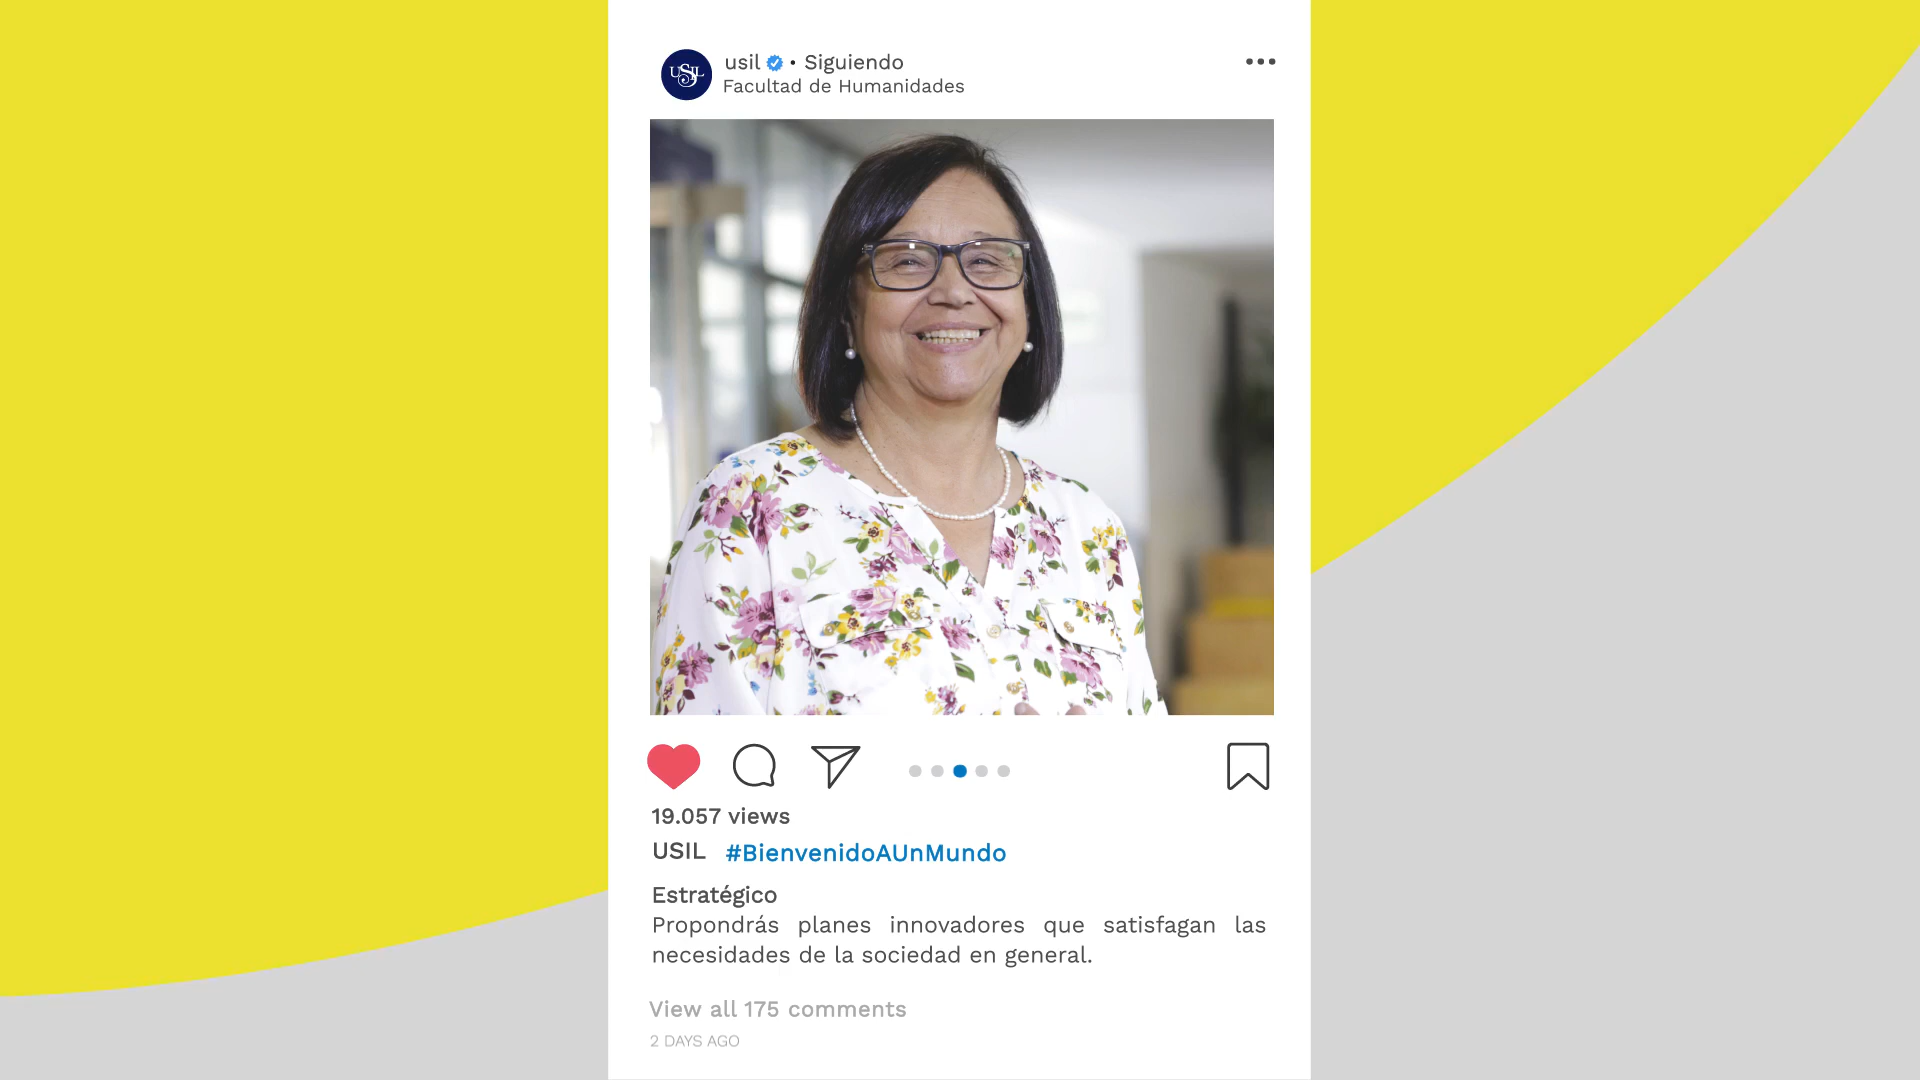 USIL
usil • Siguiendo
Facultad de Humanidades
19.057 views
USIL #BienvenidoAUnMundo
Estratégico
Propondrás planes innovadores que satisfagan las
necesidades de la sociedad en general.
View all 175 comments
2 DAYS AGO